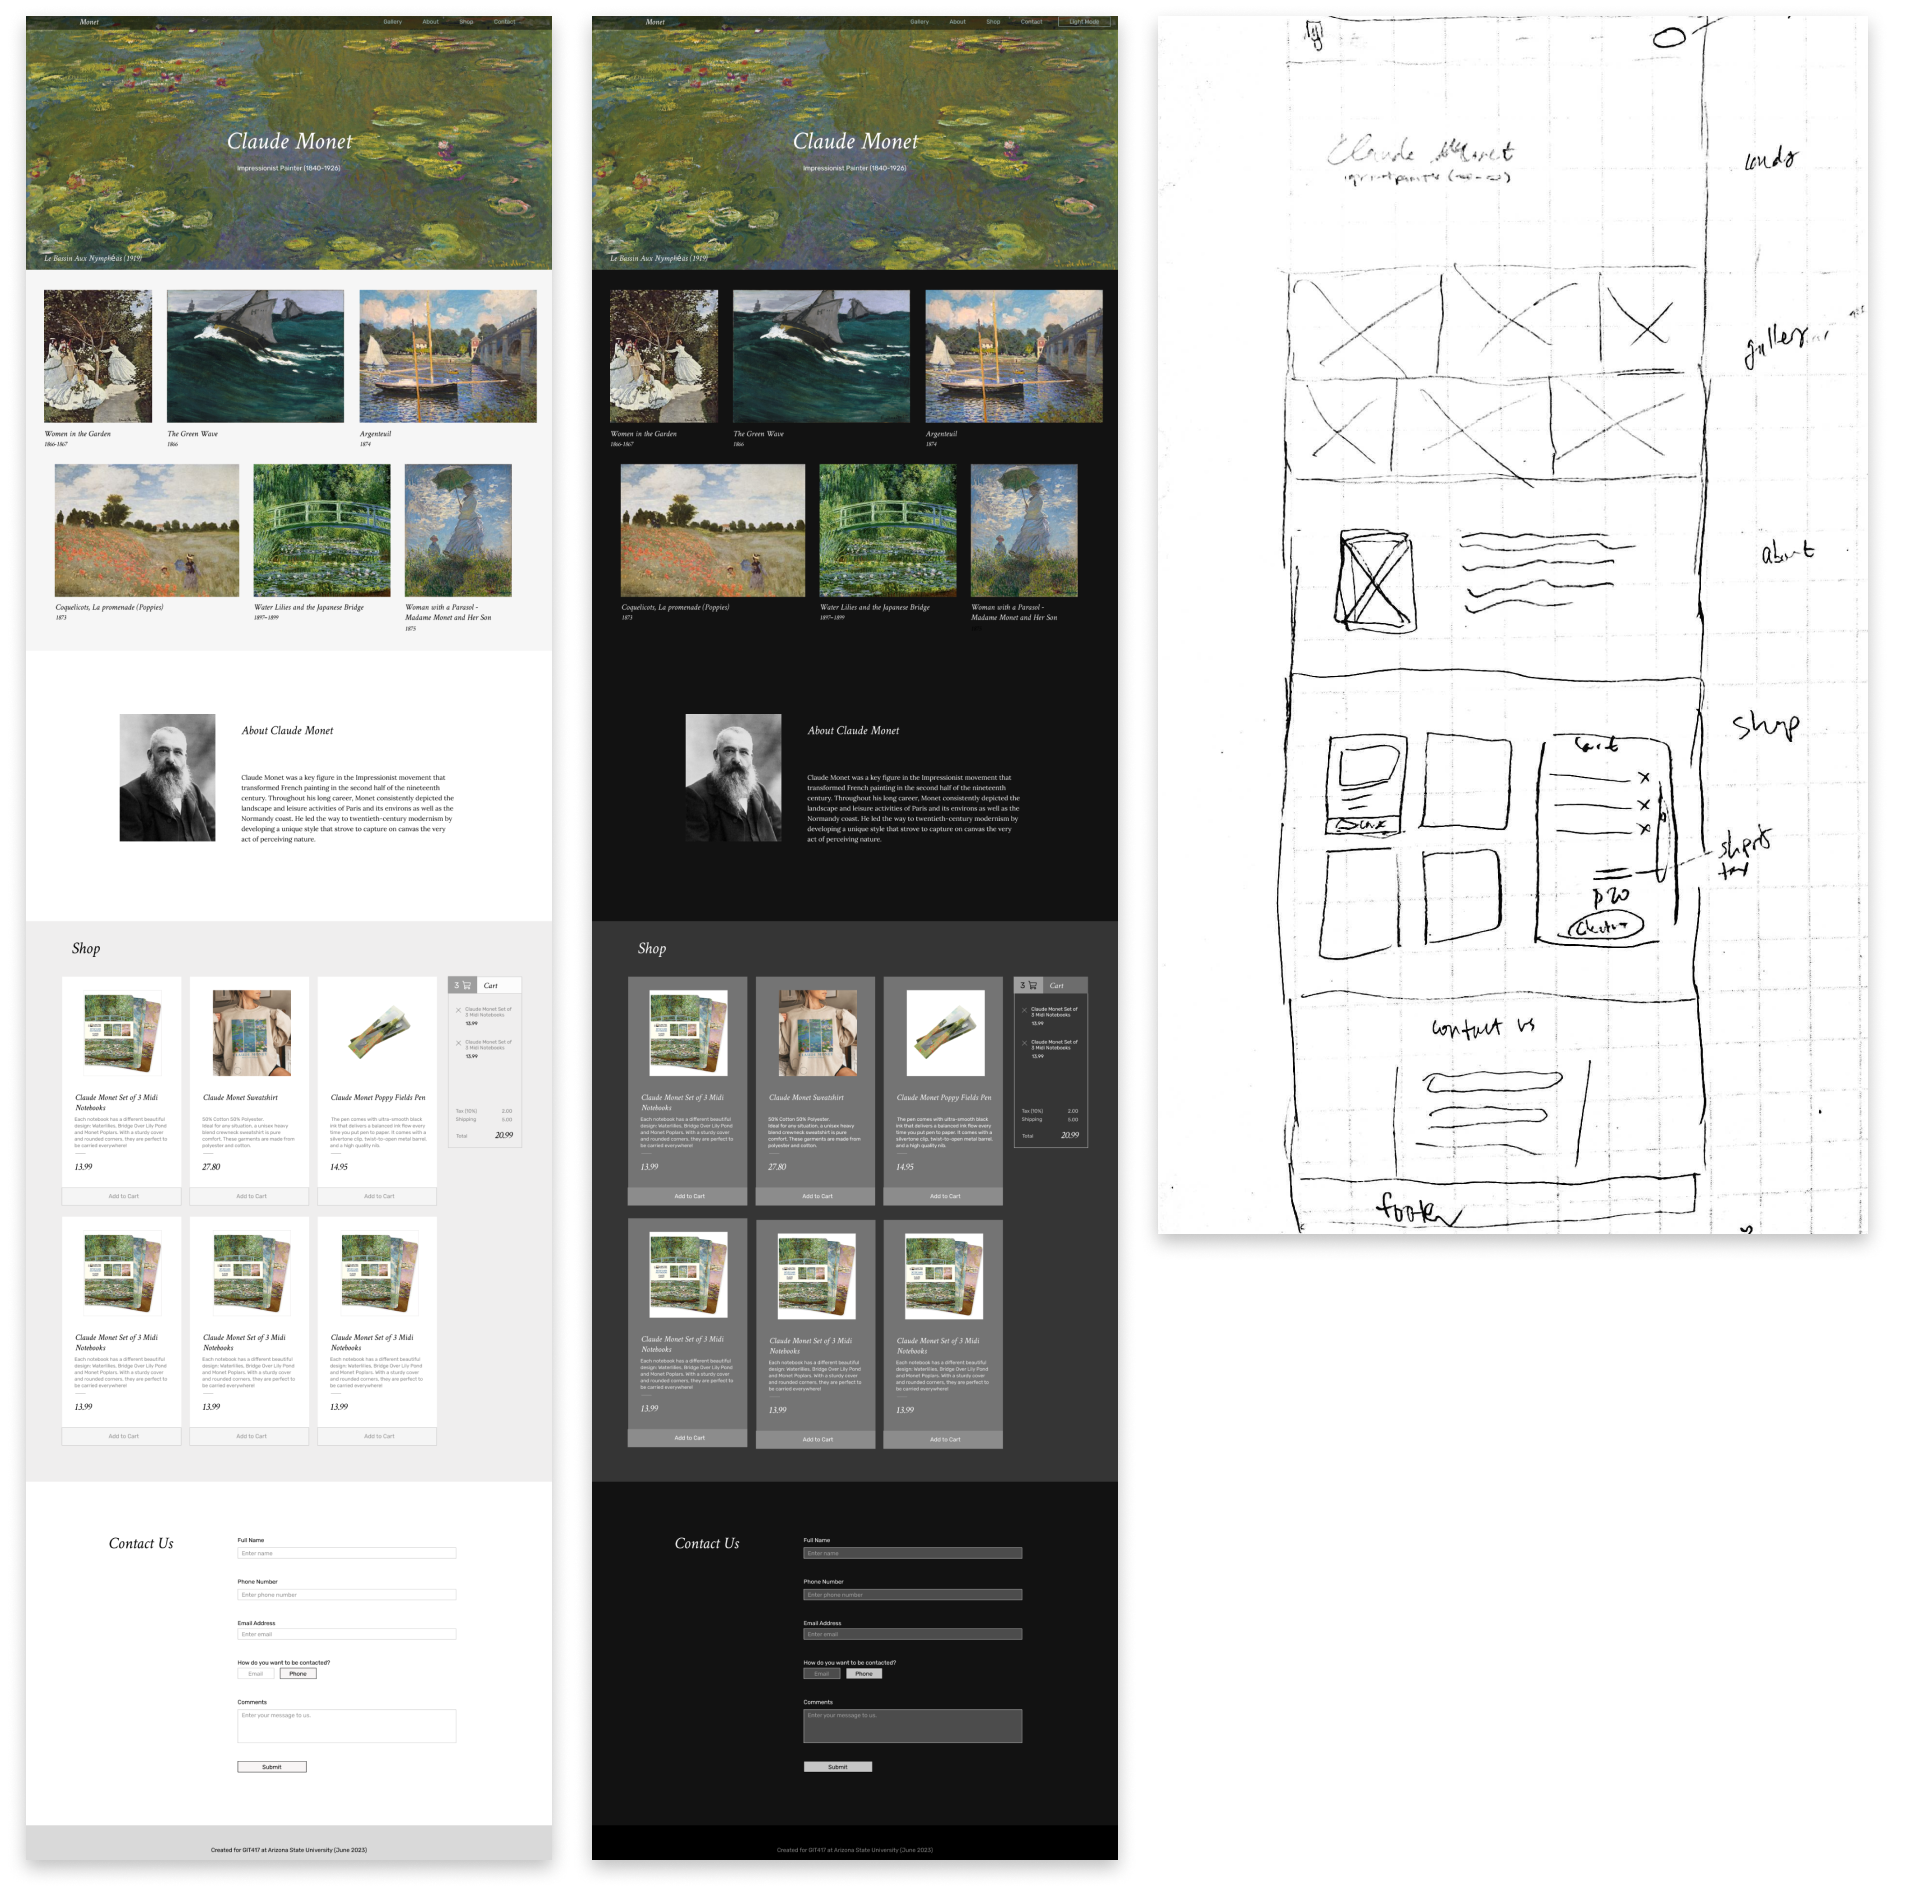 Monet
Gallery About Shop Contact
Claude Monet
Impressionist Painter (1840-1926)
Le Bassin Aux Nymphéas (1919)
Women in the Garden
1866-1867
The Green Wave
1866
Argenteuil
1874
Coquelicots, La promenade (Poppies)
1873
Water Lilies and the Japanese Bridge
1897-1899
Woman with a Parasol -
Madame Monet and Her Son
1875
About Claude Monet
Claude Monet was a key figure in the Impressionist movement that
transformed French painting in the second half of the nineteenth
century. Throughout his long career, Monet consistently depicted the
landscape and leisure activities of Paris and its environs as well as the
Normandy coast. He led the way to twentieth-century modernism by
developing a unique style that strove to capture on canvas the very
act of perceiving nature.
Shop
Claude Monet Set of 3 Midi
Notebooks
Each notebook has a different beautiful
design: Waterlilies, Bridge Over Lily Pond
and Monet Poplars. With a sturdy cover
and rounded corners, they are perfect to
be carried everywhere!
13.99
Add to Cart
Claude Monet Sweatshirt
50% Cotton 50% Polyester.
Ideal for any situation, a unisex heavy
blend crewneck sweatshirt is pure
comfort. These garments are made from
polyester and cotton.
27.80
Add to Cart
Claude Monet Poppy Fields Pen
The pen comes with ultra-smooth black
ink that delivers a balanced ink flow every
time you put pen to paper. It comes with a
silvertone clip, twist-to-open metal barrel,
and a high quality nib.
14.95
Add to Cart
3 Cart
Claude Monet Set of
3 Midi Notebooks
13.99
Claude Monet Set of
3 Midi Notebooks
13.99
Tax (10%) 2.00
Shipping 5.00
Total 20.99
Claude Monet Set of 3 Midi
Notebooks
Each notebook has a different beautiful
design: Waterlilies, Bridge Over Lily Pond
and Monet Poplars. With a sturdy cover
and rounded corners, they are perfect to
be carried everywhere!
13.99
Add to Cart
Claude Monet Set of 3 Midi
Notebooks
Each notebook has a different beautiful
design: Waterlilies, Bridge Over Lily Pond
and Monet Poplars. With a sturdy cover
and rounded corners, they are perfect to
be carried everywhere!
13.99
Add to Cart
Claude Monet Set of 3 Midi
Notebooks
Each notebook has a different beautiful
design: Waterlilies, Bridge Over Lily Pond
and Monet Poplars. With a sturdy cover
and rounded corners, they are perfect to
be carried everywhere!
13.99
Add to Cart
Contact Us
Full Name
Enter name
Phone Number
Enter phone number
Email Address
Enter email
How do you want to be contacted?
Email Phone
Comments
Enter your message to us.
Submit
Created for GIT417 at Arizona State University (June 2023)
Monet
Gallery About Shop Contact Light Mode
Claude Monet
Impressionist Painter (1840-1926)
Le Bassin Aux Nymphéas (1919)
Women in the Garden
1866-1867
The Green Wave
1866
Argenteuil
1874
Coquelicots, La promenade (Poppies)
1873
Water Lilies and the Japanese Bridge
1897-1899
Woman with a Parasol -
Madame Monet and Her Son
About Claude Monet
Claude Monet was a key figure in the Impressionist movement that
transformed French painting in the second half of the nineteenth
century. Throughout his long career, Monet consistently depicted the
landscape and leisure activities of Paris and its environs as well as the
Normandy coast. He led the way to twentieth-century modernism by
developing a unique style that strove to capture on canvas the very
act of perceiving nature.
Shop
Claude Monet Set of 3 Midi
Notebooks
Each notebook has a different beautiful
design: Waterlilies, Bridge Over Lily Pond
and Monet Poplars. With a sturdy cover
and rounded corners, they are perfect to
be carried everywhere!
13.99
Add to Cart
Claude Monet Sweatshirt
50% Cotton 50% Polyester.
Ideal for any situation, a unisex heavy
blend crewneck sweatshirt is pure
comfort. These garments are made from
polyester and cotton.
27.80
Add to Cart
Claude Monet Poppy Fields Pen
The pen comes with ultra-smooth black
ink that delivers a balanced ink flow every
time you put pen to paper. It comes with a
silvertone clip, twist-to-open metal barrel,
and a high quality nib.
14.95
Add to Cart
3 Cart
Claude Monet Set of
3 Midi Notebooks
13.99
Claude Monet Set of
3 Midi Notebooks
13.99
Tax (10%) 2.00
Shipping 5.00
Total 20.99
Claude Monet Set of 3 Midi
Notebooks
Each notebook has a different beautiful
design: Waterlilies, Bridge Over Lily Pond
and Monet Poplars. With a sturdy cover
and rounded corners, they are perfect to
be carried everywhere!
13.99
Add to Cart
Claude Monet Set of 3 Midi
Notebooks
Each notebook has a different beautiful
design: Waterlilies, Bridge Over Lily Pond
and Monet Poplars. With a sturdy cover
and rounded corners, they are perfect to
be carried everywhere!
13.99
Add to Cart
Claude Monet Set of 3 Midi
Notebooks
Each notebook has a different beautiful
design: Waterlilies, Bridge Over Lily Pond
and Monet Poplars. With a sturdy cover
and rounded corners, they are perfect to
be carried everywhere!
13.99
Add to Cart
Contact Us
Full Name
Enter name
Phone Number
Enter phone number
Email Address
Enter email
How do you want to be contacted?
Email Phone
Comments
Enter your message to us.
Submit
Created for GIT417 at Arizona State University (June 2023)
Claude Monet
about
Shop
Cart
contact us
footer